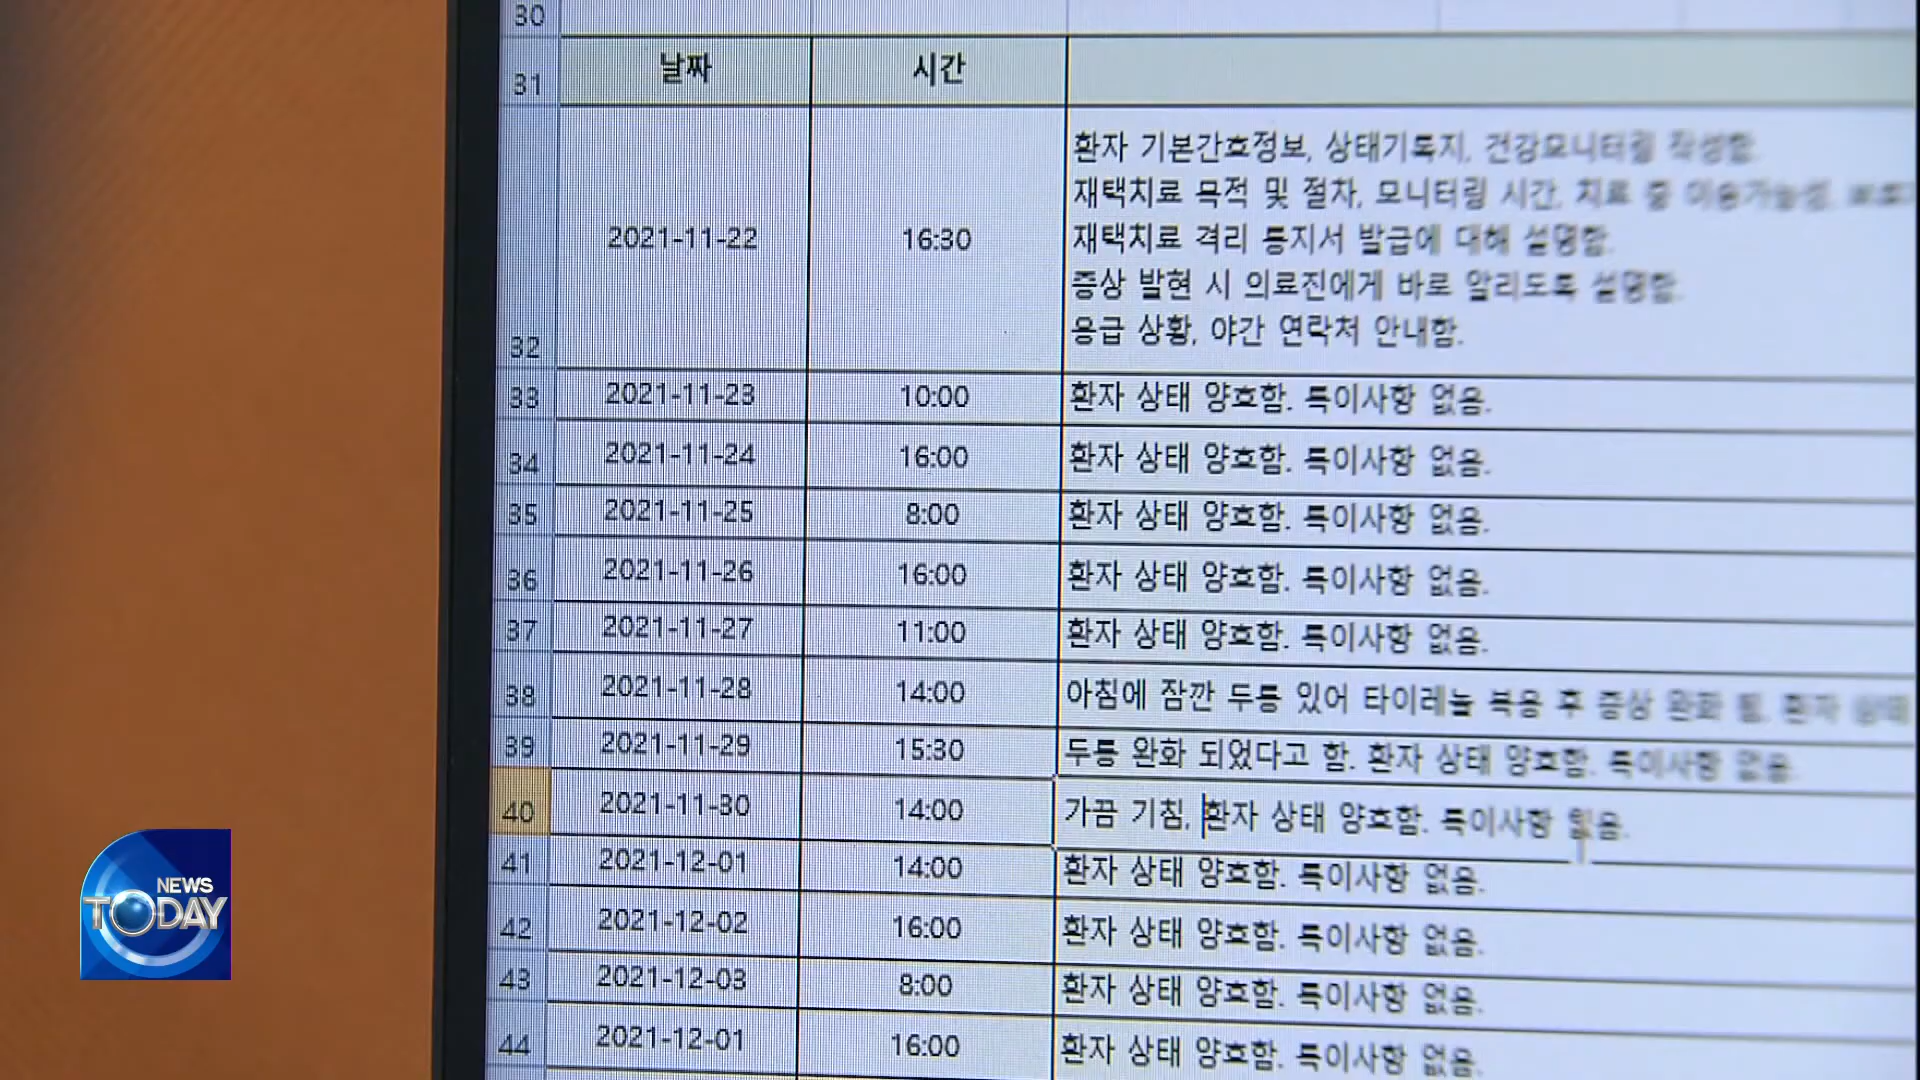 30
31 날짜 시간
환자 기본간호정보, 상태기록지, 건강모니터링 작성함.
재택치료 목적 및 절차, 모니터링 시간, 치료 중 이용가능성,
32 2021-11-22 16:30 재택치료 격리 통지서 발급에 대해 설명함.
증상 발현 시 의료진에게 바로 알리도록 설명함.
응급 상황, 야간 연락처 안내함.
33 2021-11-23 10:00 환자 상태 양호함. 특이사항 없음.
34 2021-11-24 16:00 환자 상태 양호함. 특이사항 없음.
35 2021-11-25 8:00 환자 상태 양호함. 특이사항 없음.
36 2021-11-26 16:00 환자 상태 양호함. 특이사항 없음.
37 2021-11-27 11:00 환자 상태 양호함. 특이사항 없음.
38 2021-11-28 14:00 아침에 잠깐 두통 있어 타이레놀 복용 후 증상 완화 됨. 환자 상태
39 2021-11-29 15:30 두통 완화 되었다고 함. 환자 상태 양호함. 특이사항 없음.
40 2021-11-30 14:00 가끔 기침, 환자 상태 양호함. 특이사항 없음.
41 2021-12-01 14:00 환자 상태 양호함. 특이사항 없음.
42 2021-12-02 16:00 환자 상태 양호함. 특이사항 없음.
43 2021-12-03 8:00 환자 상태 양호함. 특이사항 없음.
44 2021-12-01 16:00 환자 상태 양호함. 특이사항 없음.
NEWS
TODAY